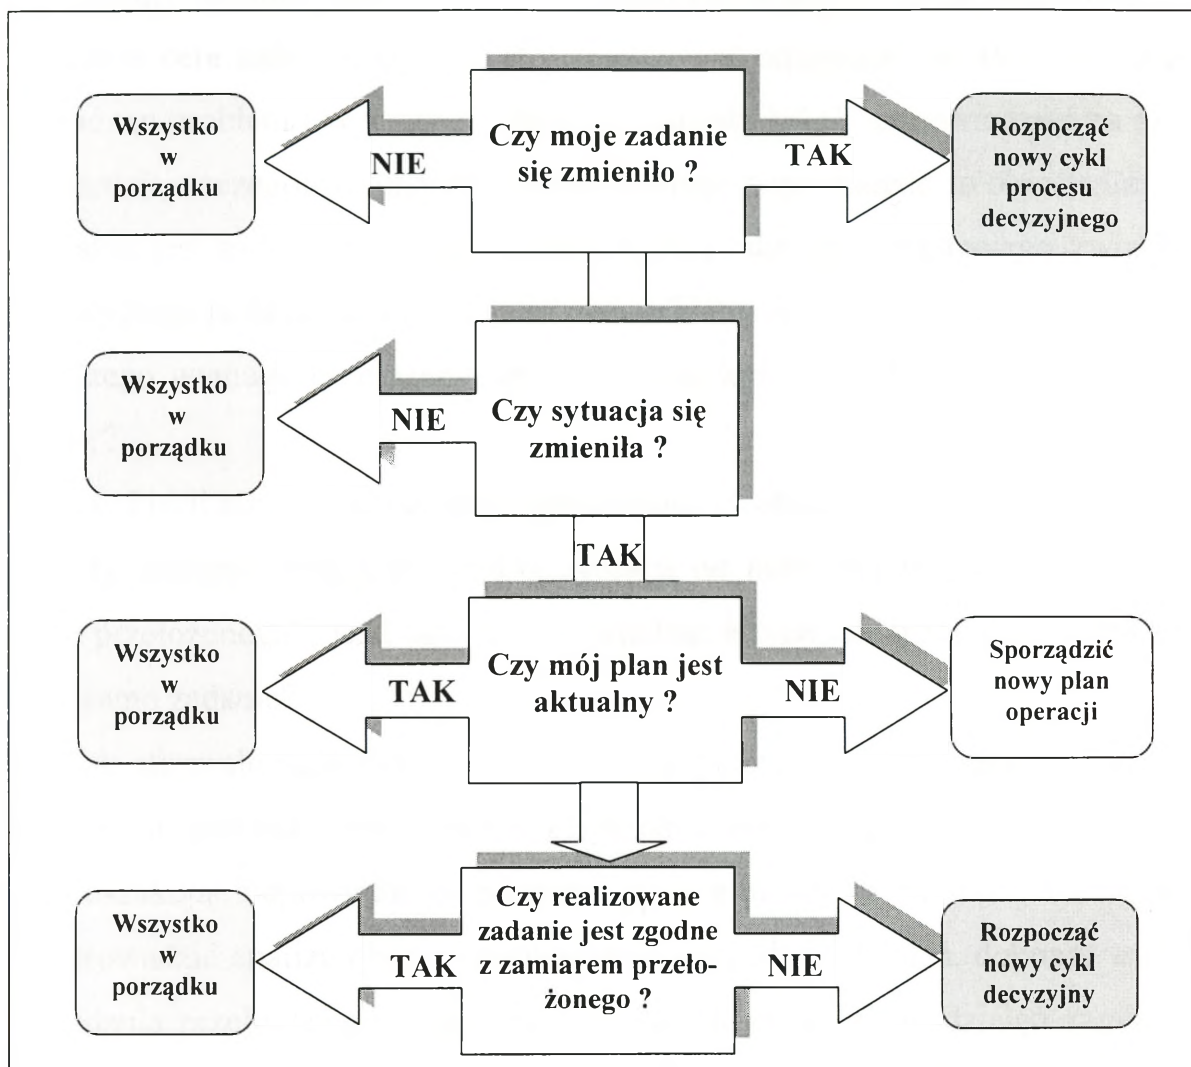 Wszystko
w
porządku
NIE
Czy moje zadanie
się zmieniło ?
TAK
Rozpocząć
nowy cykl
procesu
decyzyjnego
Wszystko
w
porządku
NIE
Czy sytuacja się
zmieniła ?
TAK
Wszystko
w
porządku
TAK
Czy mój plan jest
aktualny ?
NIE
Sporządzić
nowy plan
operacji
Wszystko
w
porządku
TAK
Czy realizowane
zadanie jest zgodne
z zamiarem przeło-
żonego ?
NIE
Rozpocząć
nowy cykl
decyzyjny